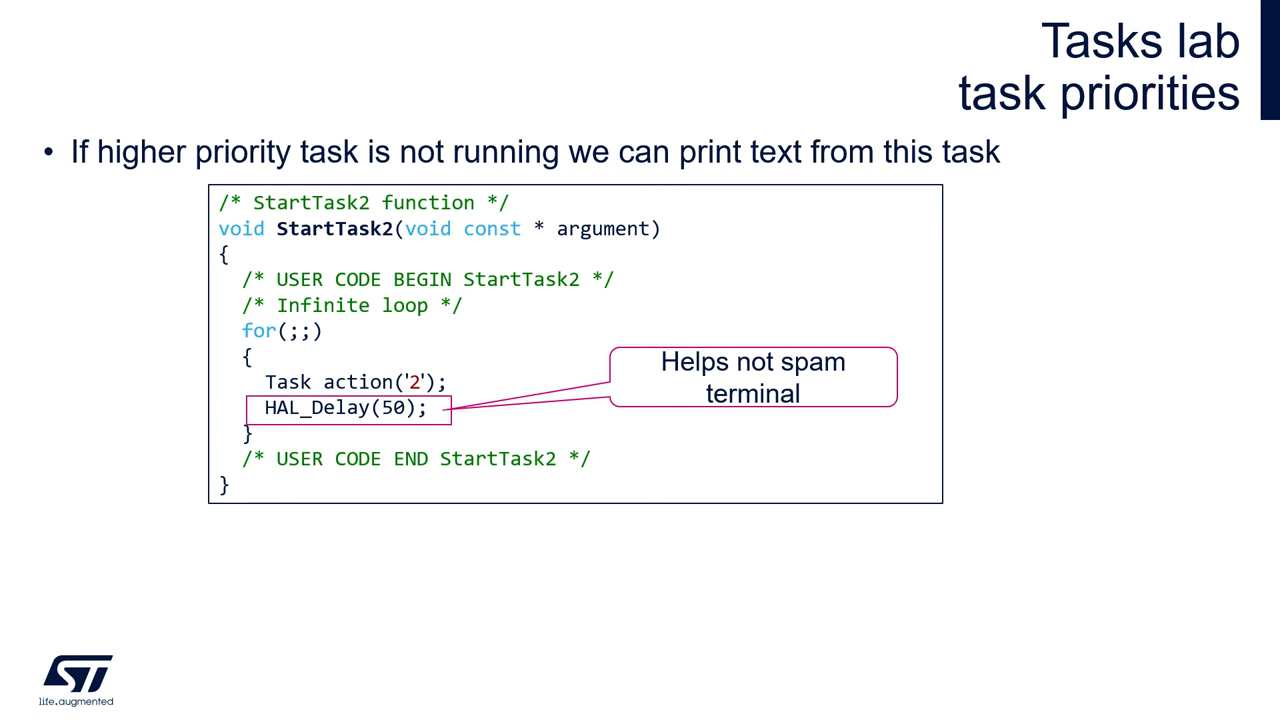 Tasks lab
task priorities
• If higher priority task is not running we can print text from this task
/* StartTask2 function */
void StartTask2(void const * argument)
{
/* USER CODE BEGIN StartTask2 */
/* Infinite loop */
for(;;)
{
Task action('2');
HAL_Delay(50);
}
/* USER CODE END StartTask2 */
}
Helps not spam
terminal
ST
life.augmented